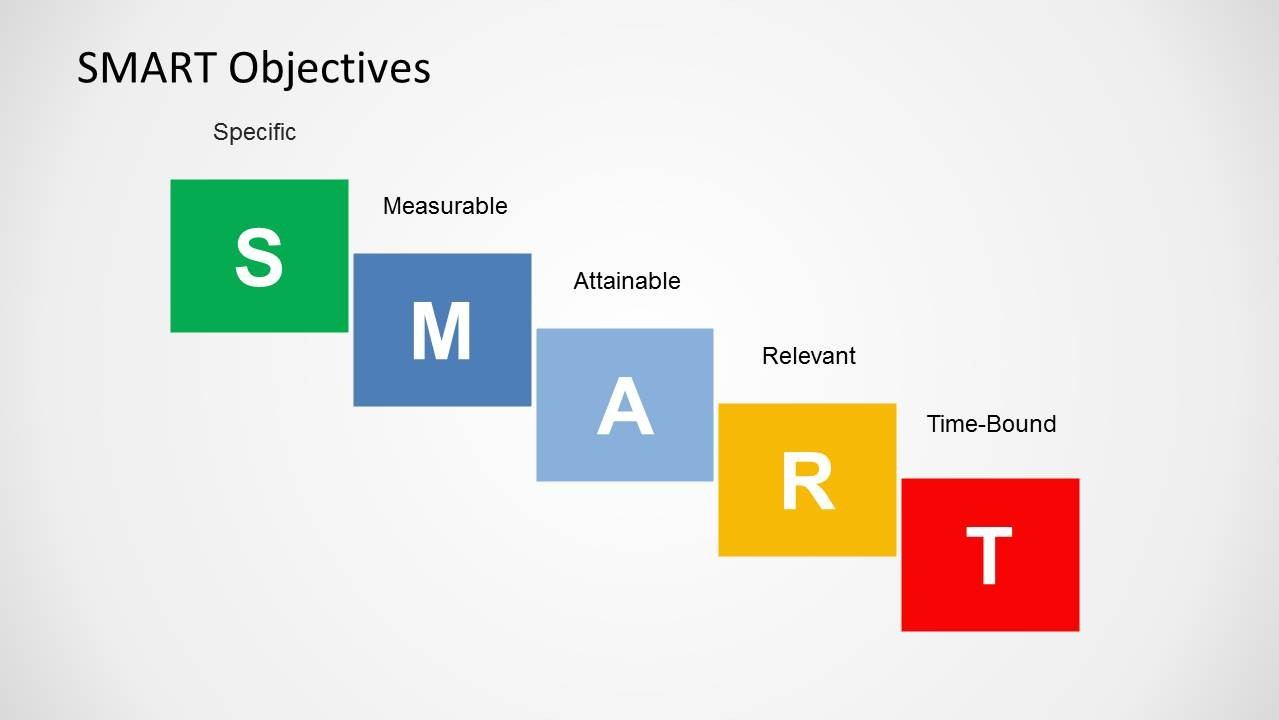 SMART Objectives
Specific
S
Measurable
M
Attainable
A
Relevant
R
Time-Bound
T